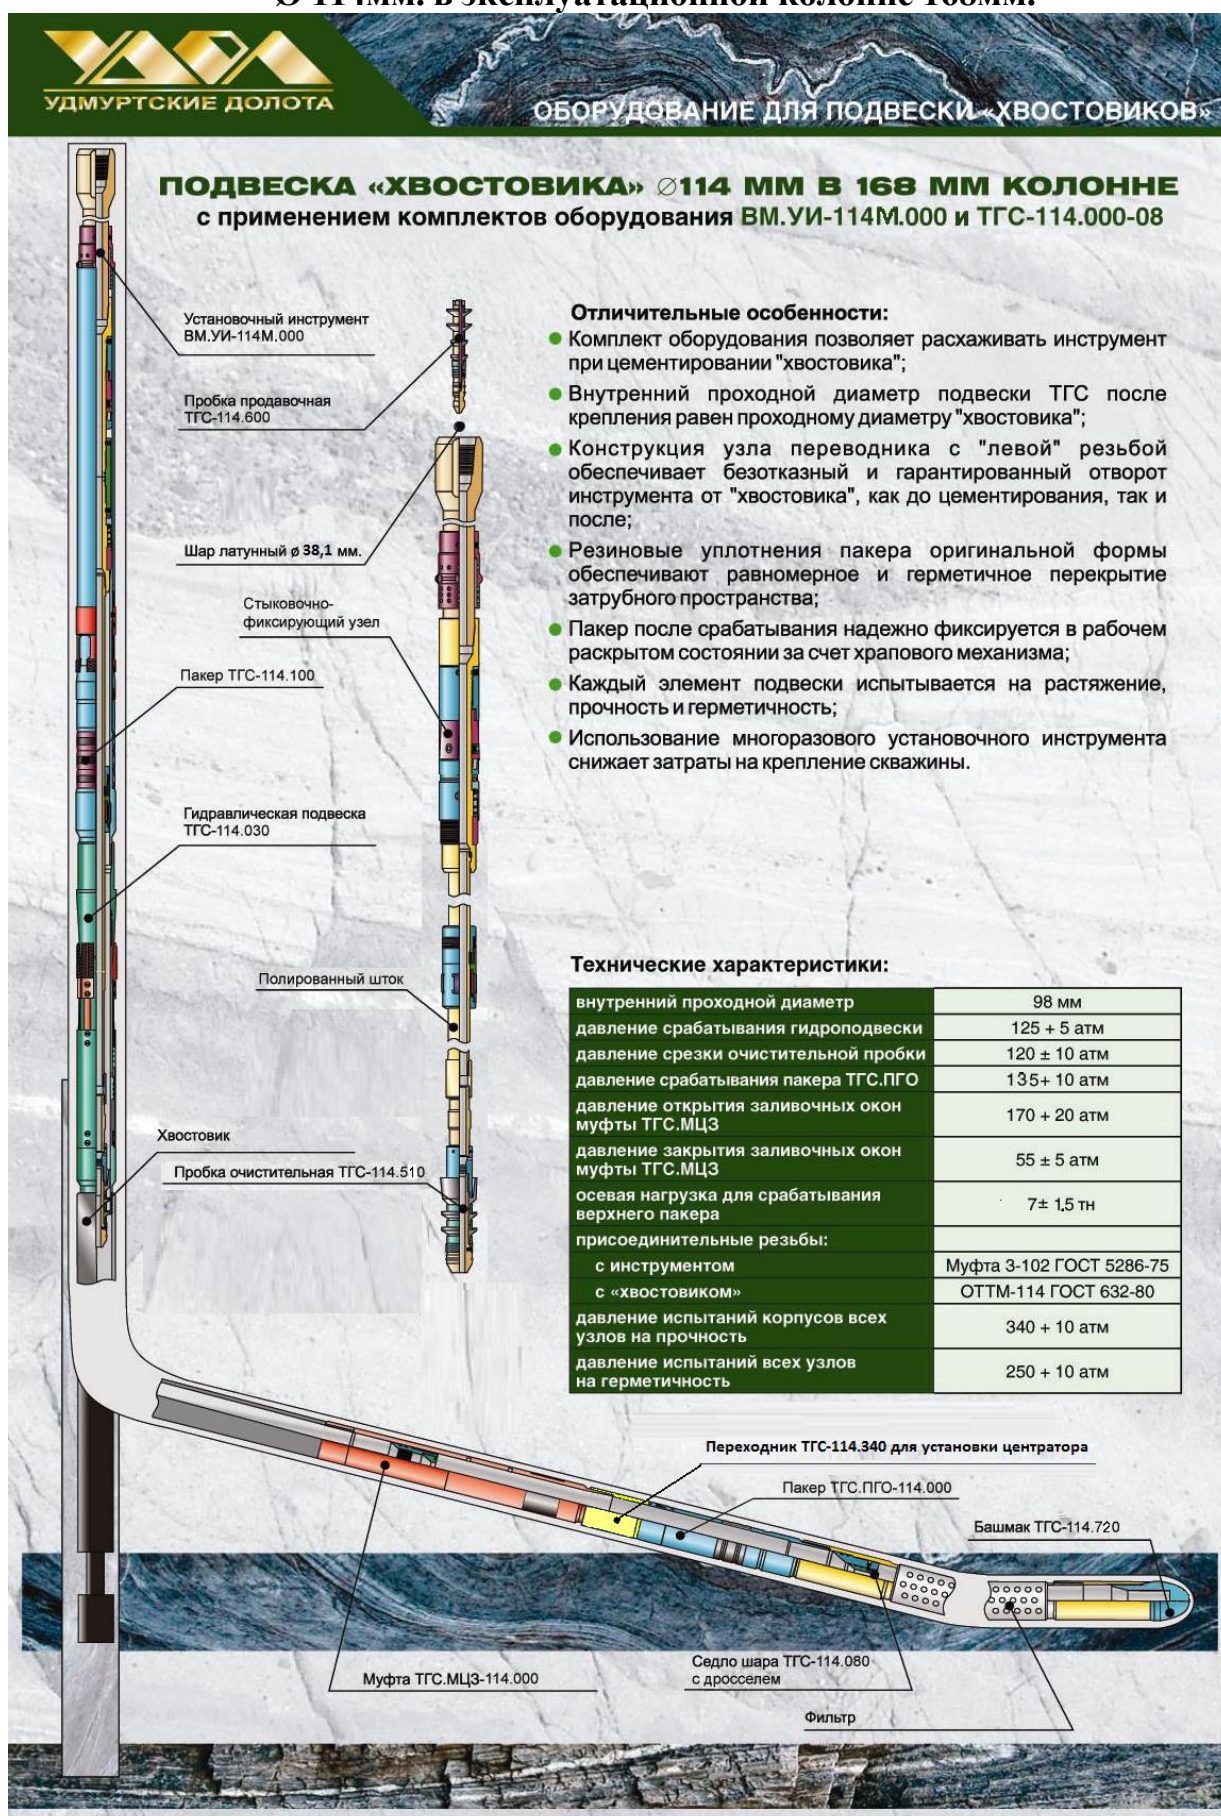 Ø 114мм. в эксплуатационной колонне 168мм.
УДОЛ
УДМУРТСКИЕ ДОЛОТА
ОБОРУДОВАНИЕ ДЛЯ ПОДВЕСКИ «ХВОСТОВИКОВ»
ПОДВЕСКА «ХВОСТОВИКА» ∅114 ММ В 168 ММ КОЛОННЕ
с применением комплектов оборудования ВМ.УИ-114М.000 и ТГС-114.000-08
Установочный инструмент
ВМ.УИ-114М.000
Пробка продавочная
ТГС-114.600
Шар латунный ø 38,1 мм.
Стыковочно-
фиксирующий узел
Пакер ТГС-114.100
Гидравлическая подвеска
ТГС-114.030
Полированный шток
Хвостовик
Пробка очистительная ТГС-114.510
Отличительные особенности:
Комплект оборудования позволяет расхаживать инструмент
при цементировании "хвостовика";
Внутренний проходной диаметр подвески ТГС после
крепления равен проходному диаметру "хвостовика";
Конструкция узла переводника с "левой" резьбой
обеспечивает безотказный и гарантированный отворот
инструмента от "хвостовика", как до цементирования, так и
после;
Резиновые уплотнения пакера оригинальной формы
обеспечивают равномерное и герметичное перекрытие
затрубного пространства;
Пакер после срабатывания надежно фиксируется в рабочем
раскрытом состоянии за счет храпового механизма;
Каждый элемент подвески испытывается на растяжение,
прочность и герметичность;
Использование многоразового установочного инструмента
снижает затраты на крепление скважины.
Технические характеристики:
внутренний проходной диаметр 98 мм
давление срабатывания гидроподвески 125 + 5 атм
давление срезки очистительной пробки 120 ± 10 атм
давление срабатывания пакера ТГС.ПГО 135+ 10 атм
давление открытия заливочных окон
муфты ТГС.МЦЗ 170 + 20 атм
давление закрытия заливочных окон
муфты ТГС.МЦЗ 55 ± 5 атм
осевая нагрузка для срабатывания
верхнего пакера 7± 1,5 тн
присоединительные резьбы:
с инструментом Муфта З-102 ГОСТ 5286-75
с «хвостовиком» ОТТМ-114 ГОСТ 632-80
давление испытаний корпусов всех
узлов на прочность 340 + 10 атм
давление испытаний всех узлов
на герметичность 250 + 10 атм
Переходник ТГС-114.340 для установки центратора
Пакер ТГС.ПГО-114.000
Башмак ТГС-114.720
Муфта ТГС.МЦЗ-114.000
Седло шара ТГС-114.080
с дросселем
Фильтр